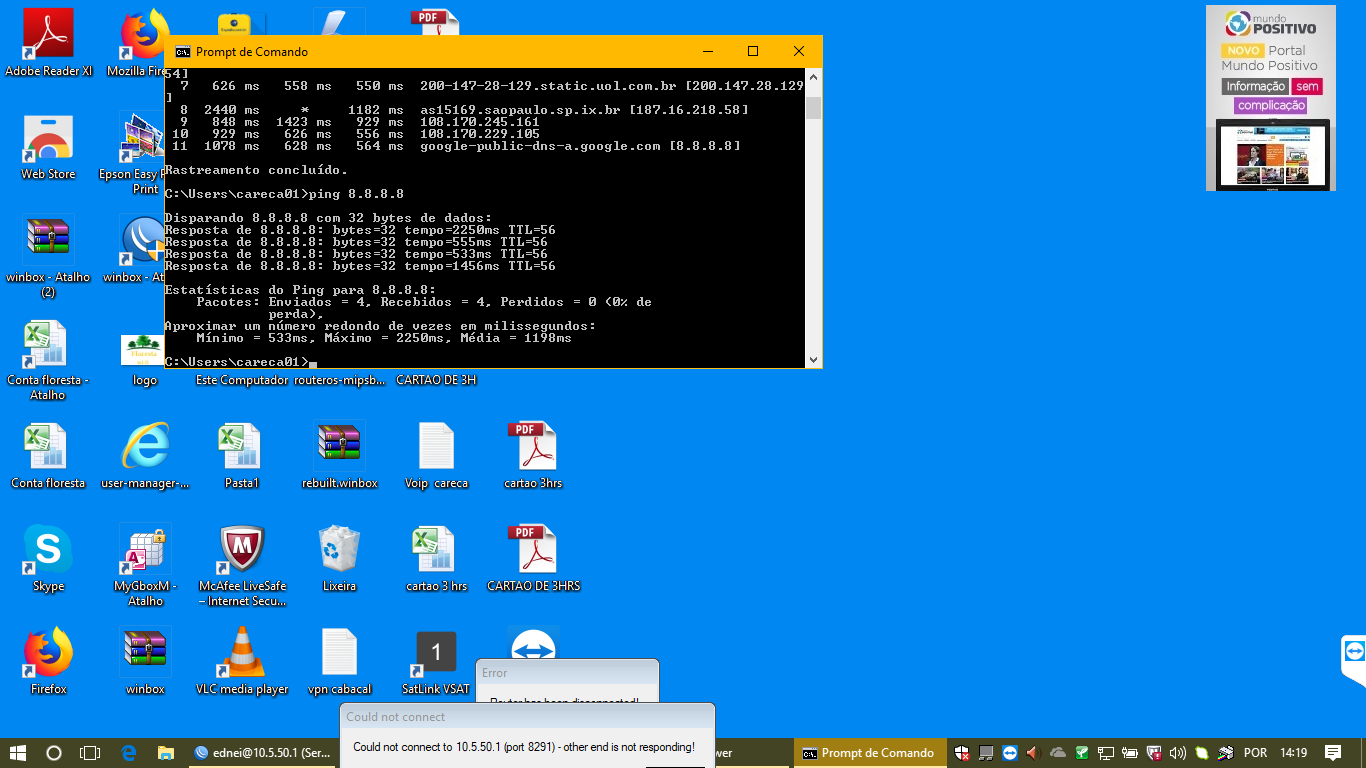 Prompt de Comando
54]
7 626 ms 558 ms 550 ms 200-147-28-129.static.uol.com.br [200.147.28.129
]
8 2440 ms * 1182 ms as15169.saopaulo.sp.ix.br [187.16.218.58]
9 848 ms 1423 ms 929 ms 108.170.245.161
10 929 ms 626 ms 556 ms 108.170.229.105
11 1078 ms 628 ms 564 ms google-public-dns-a.google.com [8.8.8.8]
Rastreamento concluído.
C:\Users\careca01>ping 8.8.8.8
Disparando 8.8.8.8 com 32 bytes de dados:
Resposta de 8.8.8.8: bytes=32 tempo=2250ms TTL=56
Resposta de 8.8.8.8: bytes=32 tempo=555ms TTL=56
Resposta de 8.8.8.8: bytes=32 tempo=533ms TTL=56
Resposta de 8.8.8.8: bytes=32 tempo=1456ms TTL=56
Estatísticas do Ping para 8.8.8.8:
Pacotes: Enviados = 4, Recebidos = 4, Perdidos = 0 (0% de
perda),
Aproximar um número redondo de vezes em milissegundos:
Mínimo = 533ms, Máximo = 2250ms, Média = 1198ms
C:\Users\careca01>
mundo
POSITIVO
NOVO Portal
Mundo Positivo
Informação sem
complicação
PDF
Adobe Reader XI
Mozilla Fire
Web Store
Epson Easy P
Print
winbox - Atalho
(2)
winbox - At
Floresta
Conta floresta -
Atalho
logo
Este Computador
routeros-mipsb...
CARTAO DE 3H
PDF
Conta floresta
user-manager-...
Pasta1
rebuilt.winbox
Voip careca
cartao 3hrs
PDF
Skype
MyGboxM -
Atalho
McAfee LiveSafe
– Internet Secu...
Lixeira
cartao 3 hrs
CARTAO DE 3HRS
1
Firefox
winbox
VLC media player
vpn cabacal
SatLink VSAT
Error
Router has been disconnected!
Could not connect
Could not connect to 10.5.50.1 (port 8291) - other end is not responding!
ednei@10.5.50.1 (Ser...
wer
Prompt de Comando
POR
14:19